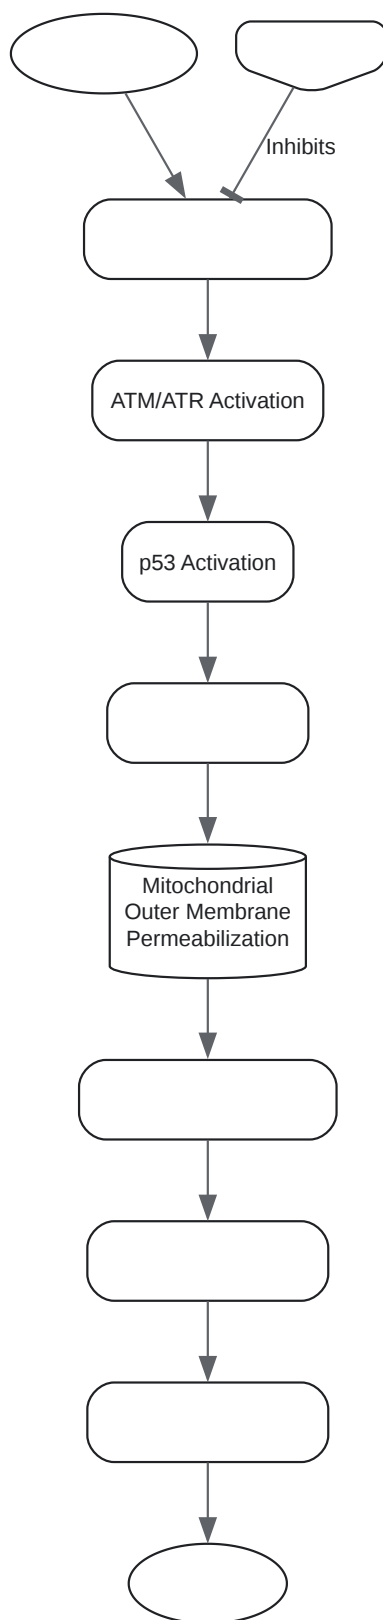 Inhibits
ATM/ATR Activation
p53 Activation
Mitochondrial
Outer Membrane
Permeabilization